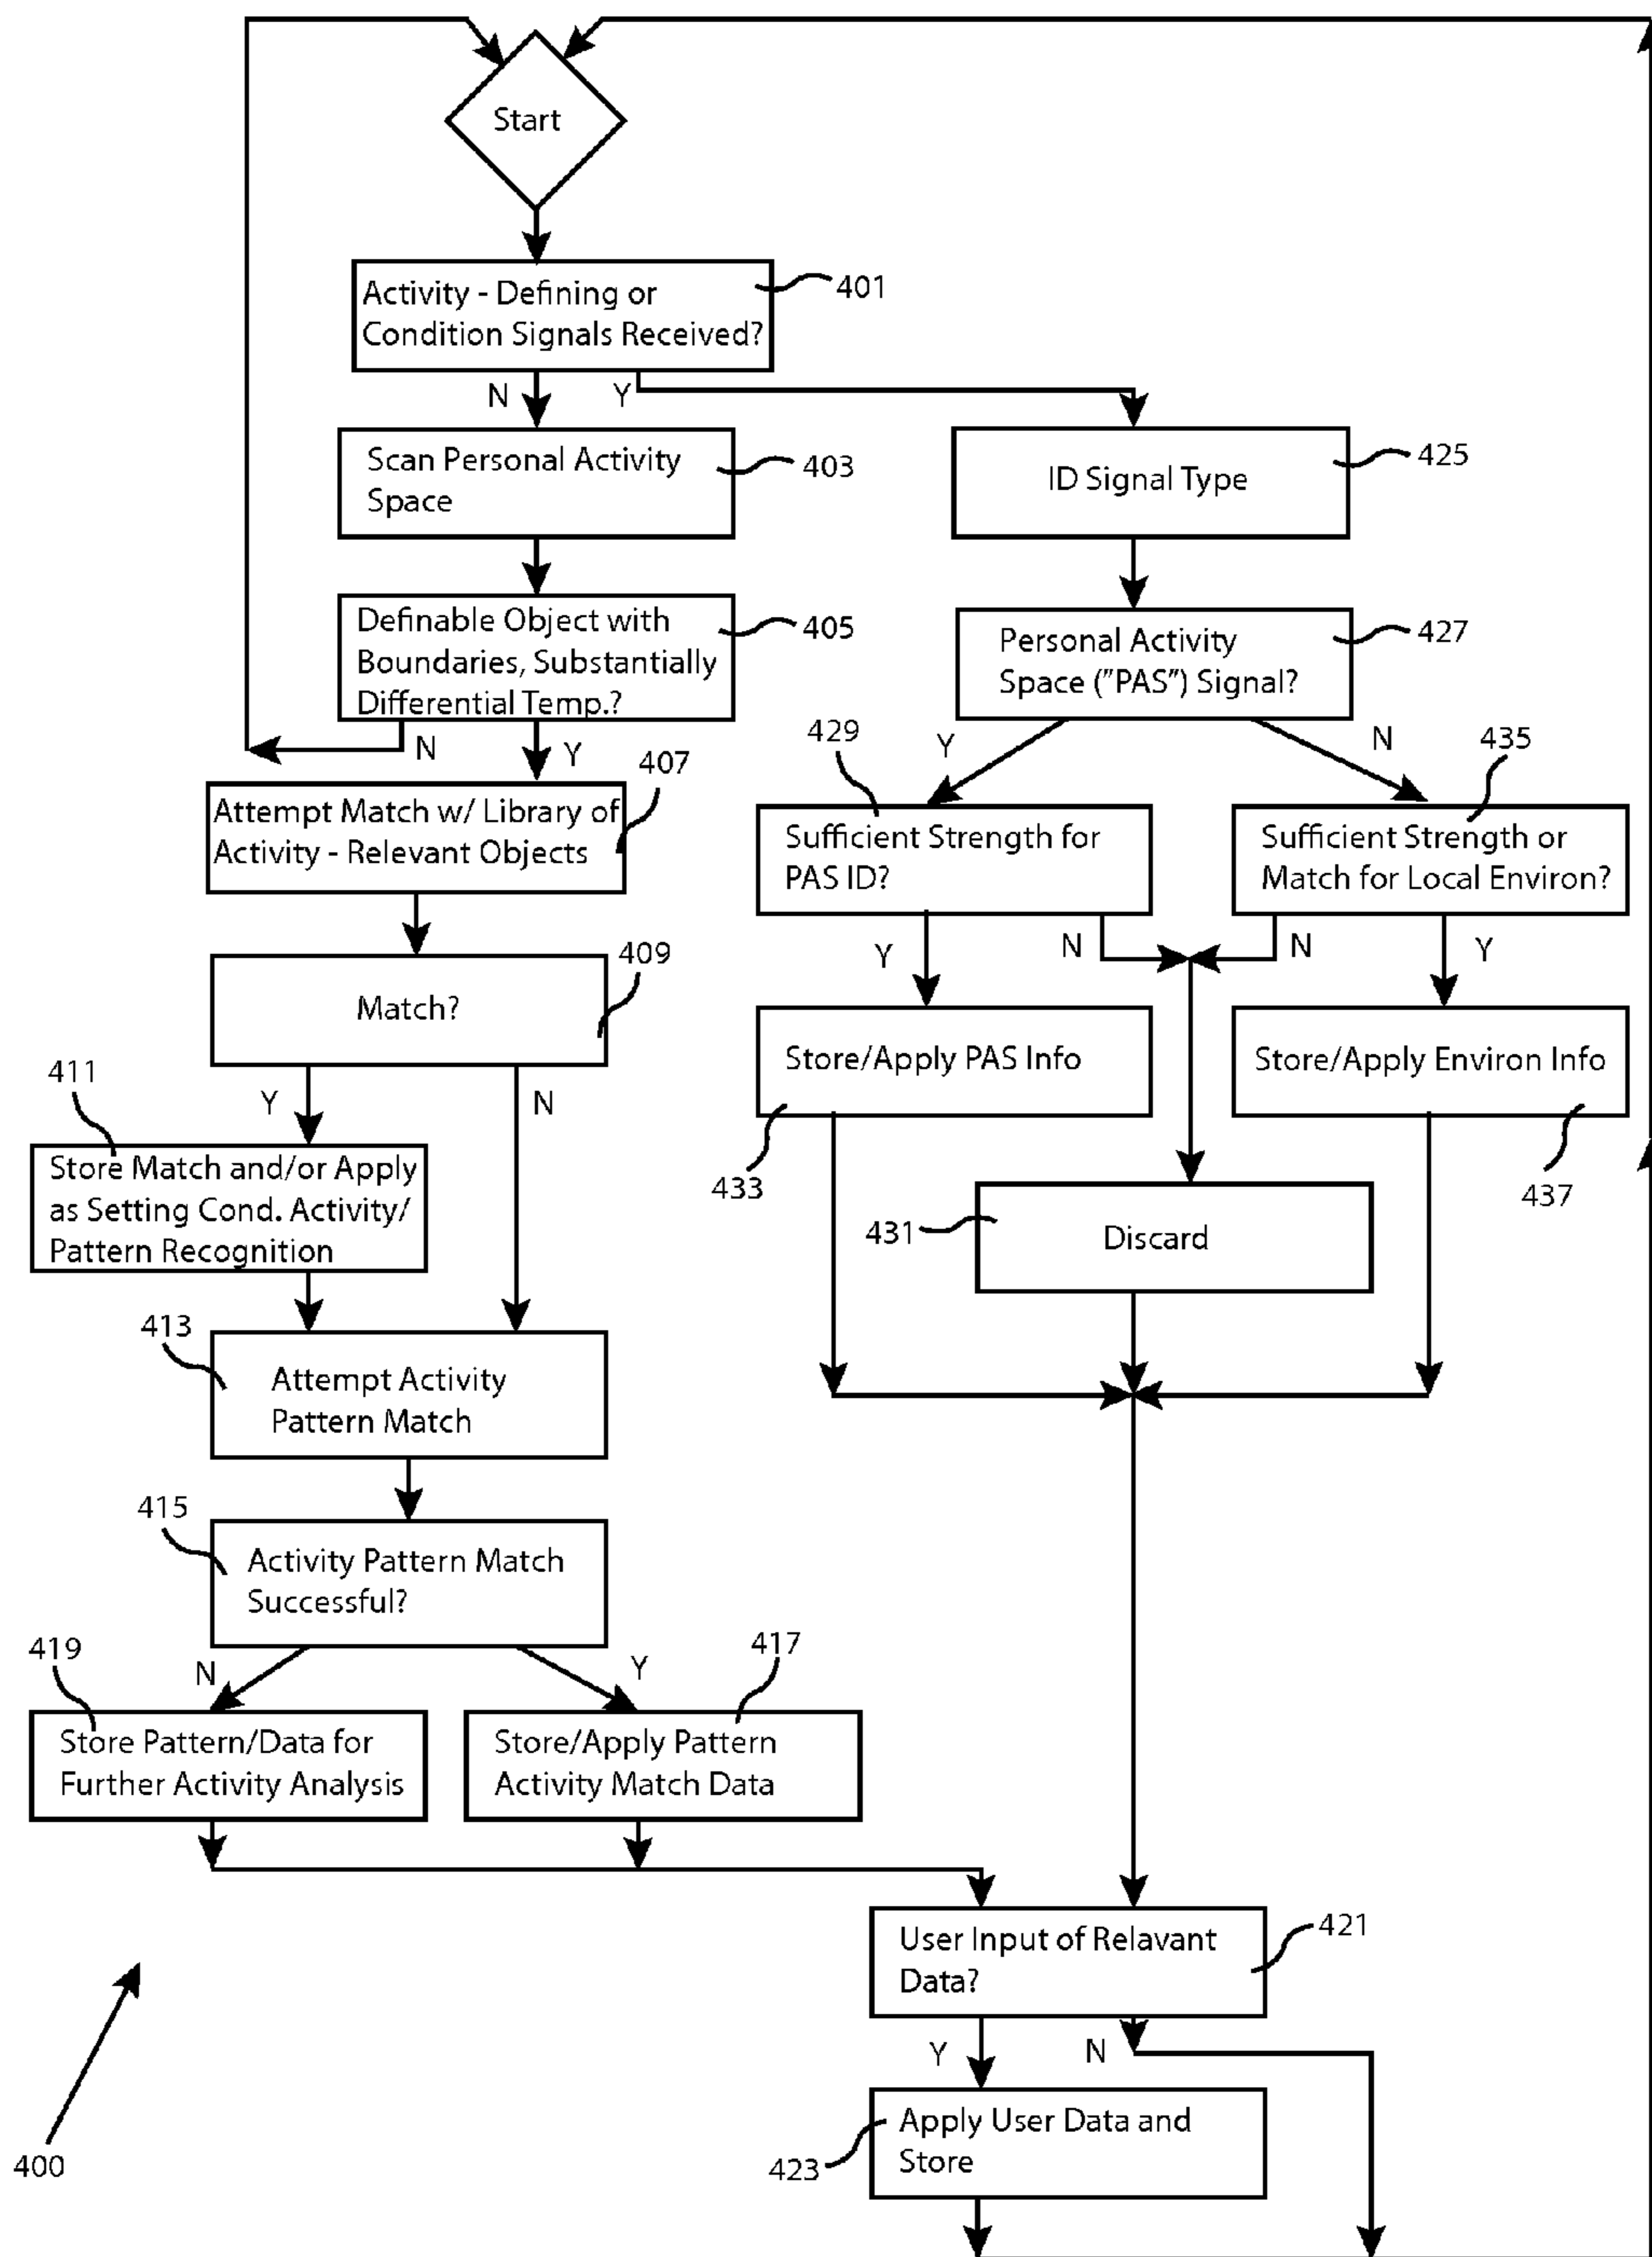 Start
Activity - Defining or
Condition Signals Received?
401
N
Y
Scan Personal Activity
Space
403
ID Signal Type
425
Definable Object with
Boundaries, Substantially
Differential Temp.?
405
Personal Activity
Space ("PAS") Signal?
427
N
Y
407
Attempt Match w/ Library of
Activity - Relevant Objects
Y
N
429
Sufficient Strength for
PAS ID?
435
Sufficient Strength or
Match for Local Environ?
Match?
409
Y
N
N
Y
Store/Apply PAS Info
433
Store/Apply Environ Info
437
411
Y
N
Store Match and/or Apply
as Setting Cond. Activity/
Pattern Recognition
431
Discard
413
Attempt Activity
Pattern Match
415
Activity Pattern Match
Successful?
419
N
Y
417
Store Pattern/Data for
Further Activity Analysis
Store/Apply Pattern
Activity Match Data
User Input of Relavant
Data?
421
Y
N
Apply User Data and
Store
423
400